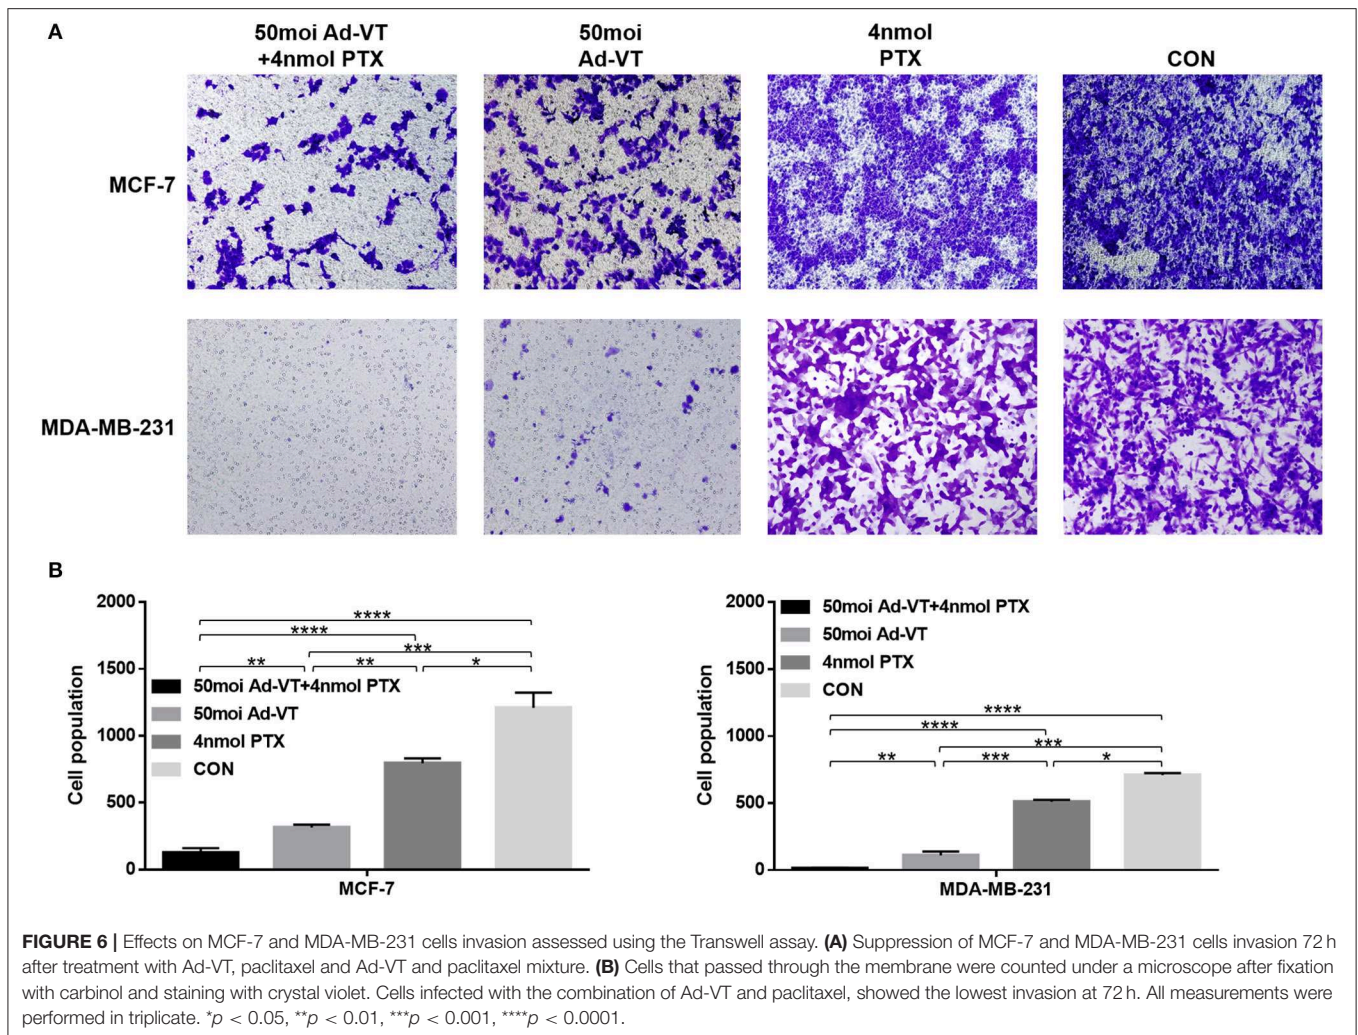 A
50moi Ad-VT
+4nmol PTX
50moi
Ad-VT
4nmol
PTX
CON
MCF-7
MDA-MB-231
B
2000
1500
1000
500
0
Cell population
****
****
***
**
**
*
50moi Ad-VT+4nmol PTX
50moi Ad-VT
4nmol PTX
CON
MCF-7
2000
1500
1000
500
0
Cell population
50moi Ad-VT+4nmol PTX
50moi Ad-VT
4nmol PTX
CON
****
****
***
**
***
*
MDA-MB-231
FIGURE 6 | Effects on MCF-7 and MDA-MB-231 cells invasion assessed using the Transwell assay. (A) Suppression of MCF-7 and MDA-MB-231 cells invasion 72 h
after treatment with Ad-VT, paclitaxel and Ad-VT and paclitaxel mixture. (B) Cells that passed through the membrane were counted under a microscope after fixation
with carbinol and staining with crystal violet. Cells infected with the combination of Ad-VT and paclitaxel, showed the lowest invasion at 72 h. All measurements were
performed in triplicate. *p < 0.05, **p < 0.01, ***p < 0.001, ****p < 0.0001.